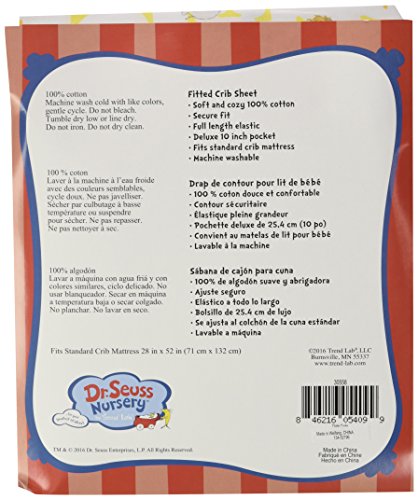 100% cotton
Machine wash cold with like colors,
gentle cycle. Do not bleach.
Tumble dry low or line dry.
Do not iron. Do not dry clean.
Fitted Crib Sheet
• Soft and cozy 100% cotton
• Secure fit
• Full length elastic
• Deluxe 10 inch pocket
• Fits standard crib mattress
• Machine washable
100 % coton
Laver à la machine à l'eau froide
avec des couleurs semblables,
cycle doux. Ne pas javelliser.
Sécher par culbutage à basse
température ou suspendre
pour sécher. Ne pas repasser.
Ne pas nettoyer à sec.
Drap de contour pour lit de bébé
• 100 % coton douce et confortable
• Contour sécuritaire
• Élastique pleine grandeur
• Pochette deluxe de 25,4 cm (10 po)
• Convient au matelas de lit pour bébé
• Lavable à la machine
100% algodón
Lavar a máquina con agua friá y con
colores similares, ciclo delicado. No
usar blanqueador. Secar en máquina
a temperatura baja o secar colgado.
No planchar. No lavar en seco.
Sábana de cajón para cuna
• 100% de algodón suave y abrigadora
• Ajuste seguro
• Elástico a todo lo largo
• Bolsillo de 25.4 cm de lujo
• Se ajusta al colchón de la cuna estándar
• Lavable a máquina
Fits Standard Crib Mattress 28 in x 52 in (71 cm x 132 cm)
©2016 Trend Lab®, LLC
Burnsville, MN 55337
www.trend-lab.com
Dr. Seuss
Nursery™
by Trend Lab
TM & © 2016 Dr. Seuss Enterprises, L.P. All Rights Reserved.
8 46216 05409 9
Made in China
Fabriqué en China
Hecho en China